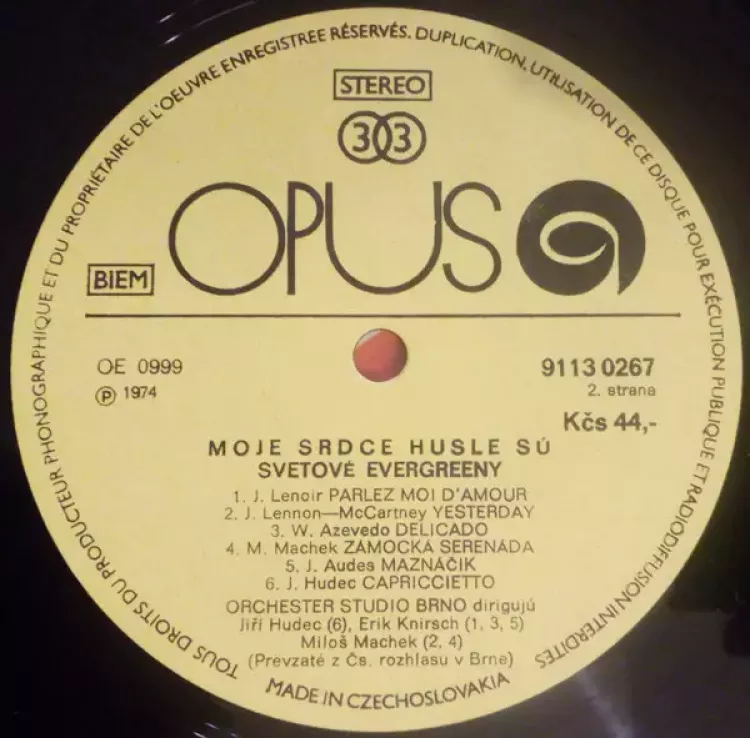 TOUS DROITS DU PRODUCTEUR PHONOGRAPHIQUE ET DU PROPRIÉTAIRE DE L'OEUVRE ENREGISTREE RÉSERVÉS. DUPLICATION, UTILISATION DE CE DISQUE POUR EXÉCUTION PUBLIQUE ET RADIODIFFUSION INTERDITES
STEREO
33
OPUS
BIEM
OE 0999
9113 0267
Ⓟ 1974
2. strana
Kčs 44,-
MOJE SRDCE HUSLE SÚ
SVETOVÉ EVERGREENY
1. J. Lenoir PARLEZ MOI D'AMOUR
2. J. Lennon—McCartney YESTERDAY
3. W. Azevedo DELICADO
4. M. Machek ZÁMOCKÁ SERENÁDA
5. J. Audes MAZNÁČIK
6. J. Hudec CAPRICCIETTO
ORCHESTER STUDIO BRNO dirigujú
Jiří Hudec (6), Erik Knirsch (1, 3, 5)
Miloš Machek (2, 4)
(Prevzaté z Čs. rozhlasu v Brne)
MADE IN CZECHOSLOVAKIA